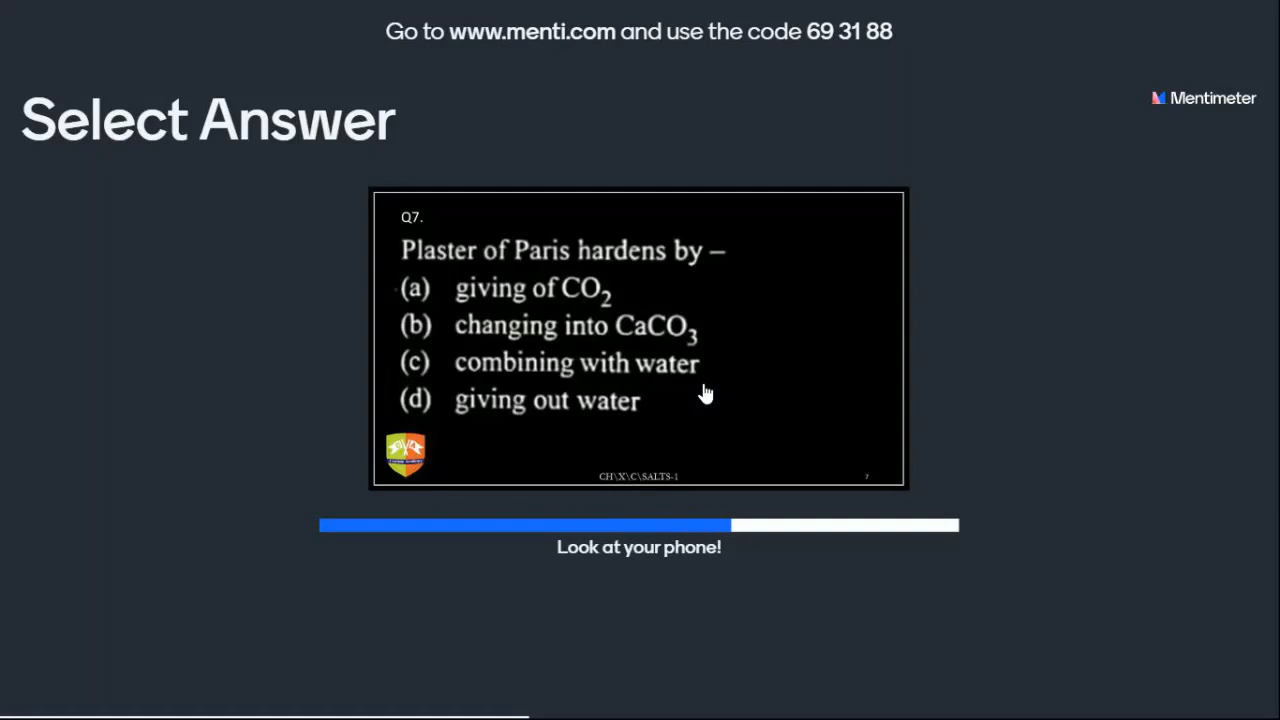 Go to www.menti.com and use the code 69 31 88
Mentimeter
Select Answer
Q7.
Plaster of Paris hardens by –
(a) giving of CO₂
(b) changing into CaCO₃
(c) combining with water
(d) giving out water
CH\X\C\SALTS-1
7
Look at your phone!